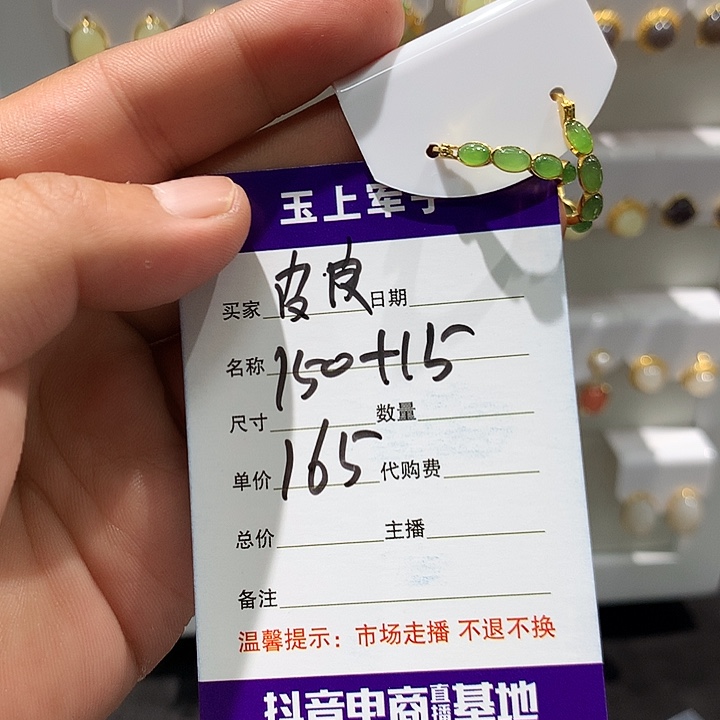 玉上军子
买家 皮皮 日期
名称 150+15
尺寸 数量
单价 165 代购费
总价 主播
备注
温馨提示：市场走播 不退不换
抖音电商直播基地